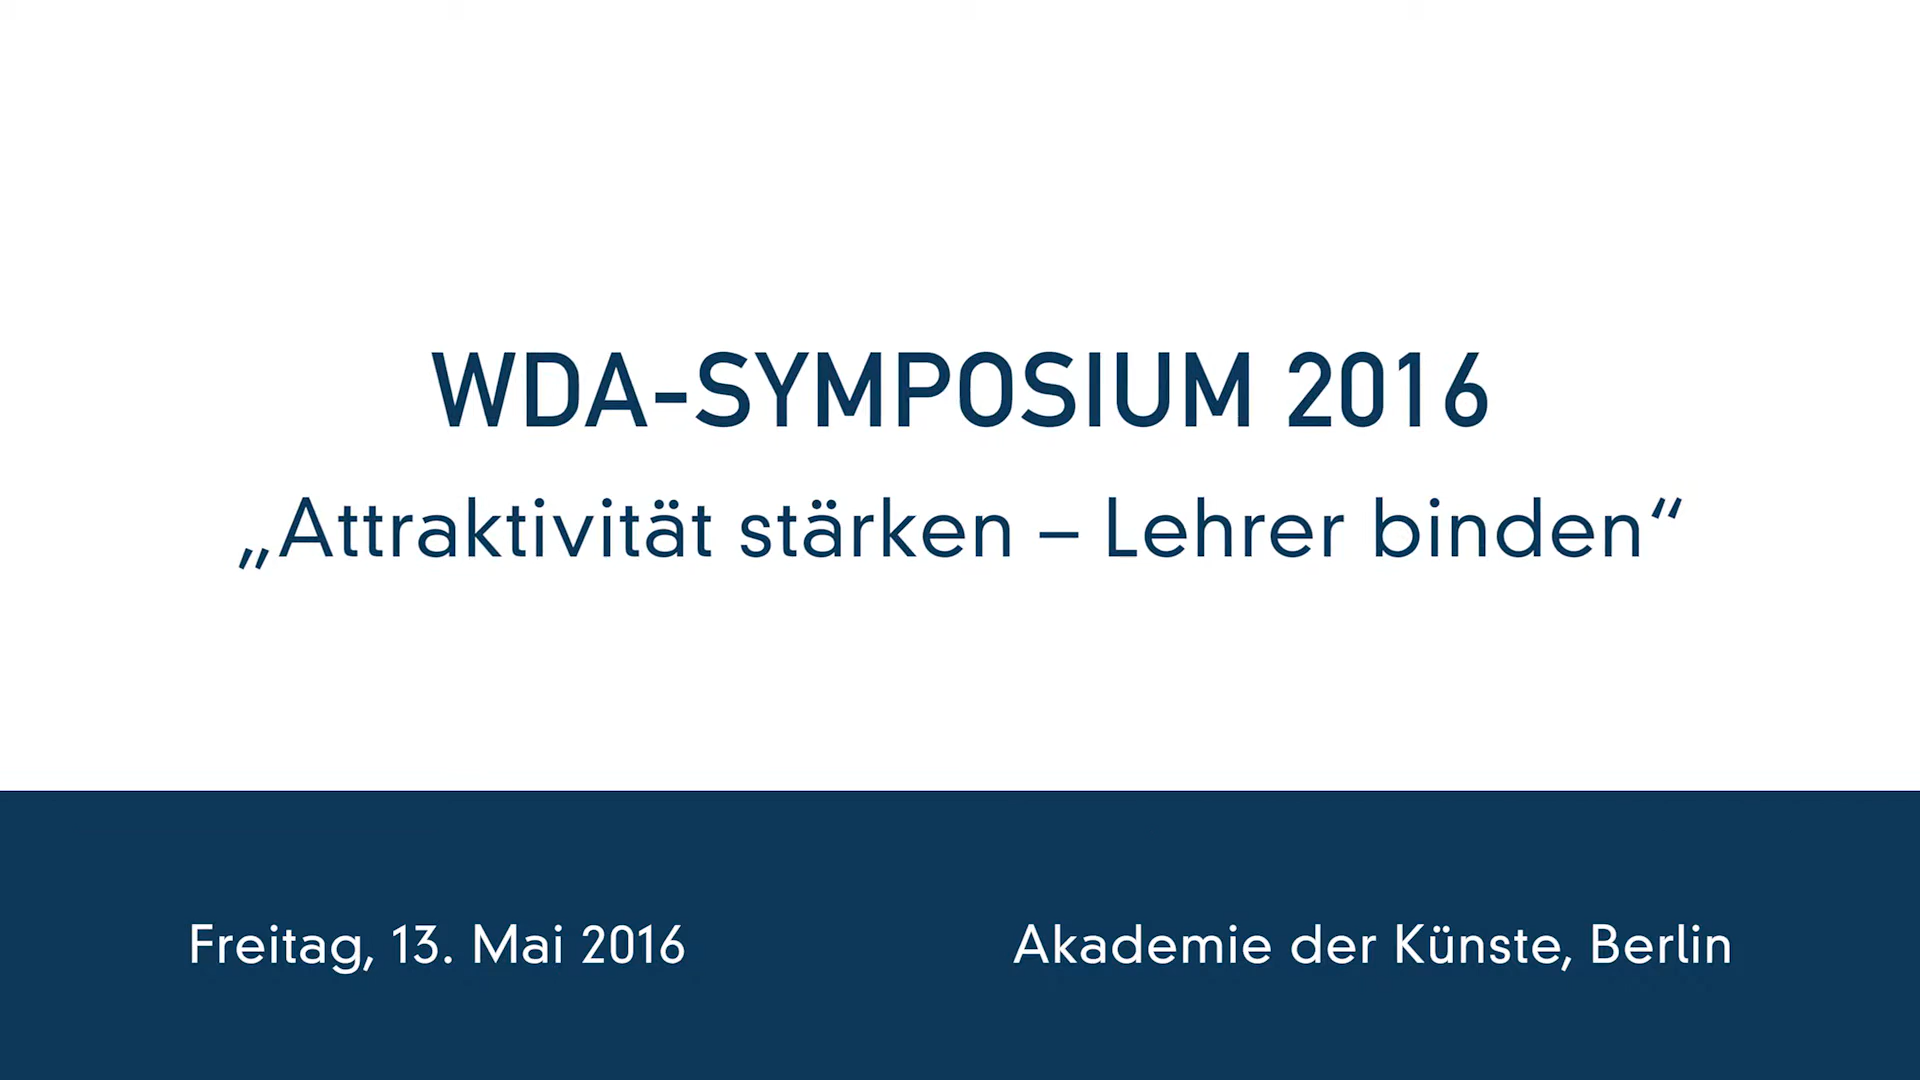 WDA-SYMPOSIUM 2016
„Attraktivität stärken – Lehrer binden“
Freitag, 13. Mai 2016
Akademie der Künste, Berlin